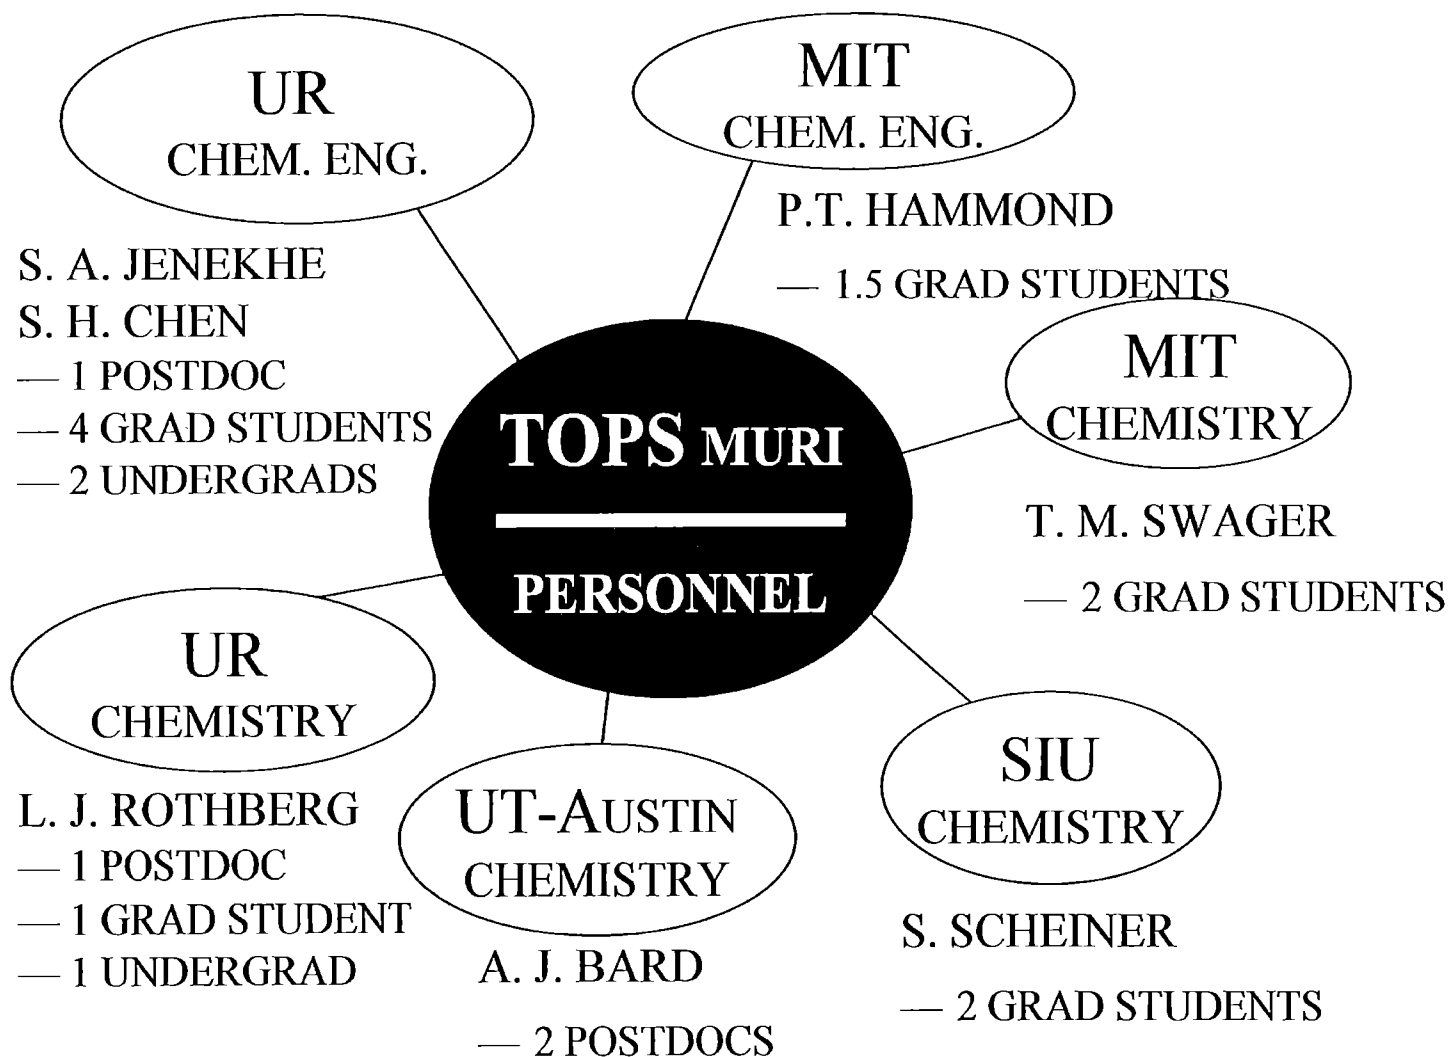 UR
CHEM. ENG.
S. A. JENEKHE
S. H. CHEN
— 1 POSTDOC
— 4 GRAD STUDENTS
— 2 UNDERGRADS
MIT
CHEM. ENG.
P.T. HAMMOND
— 1.5 GRAD STUDENTS
MIT
CHEMISTRY
T. M. SWAGER
— 2 GRAD STUDENTS
TOPS MURI
PERSONNEL
UR
CHEMISTRY
L. J. ROTHBERG
— 1 POSTDOC
— 1 GRAD STUDENT
— 1 UNDERGRAD
UT-AUSTIN
CHEMISTRY
A. J. BARD
— 2 POSTDOCS
SIU
CHEMISTRY
S. SCHEINER
— 2 GRAD STUDENTS